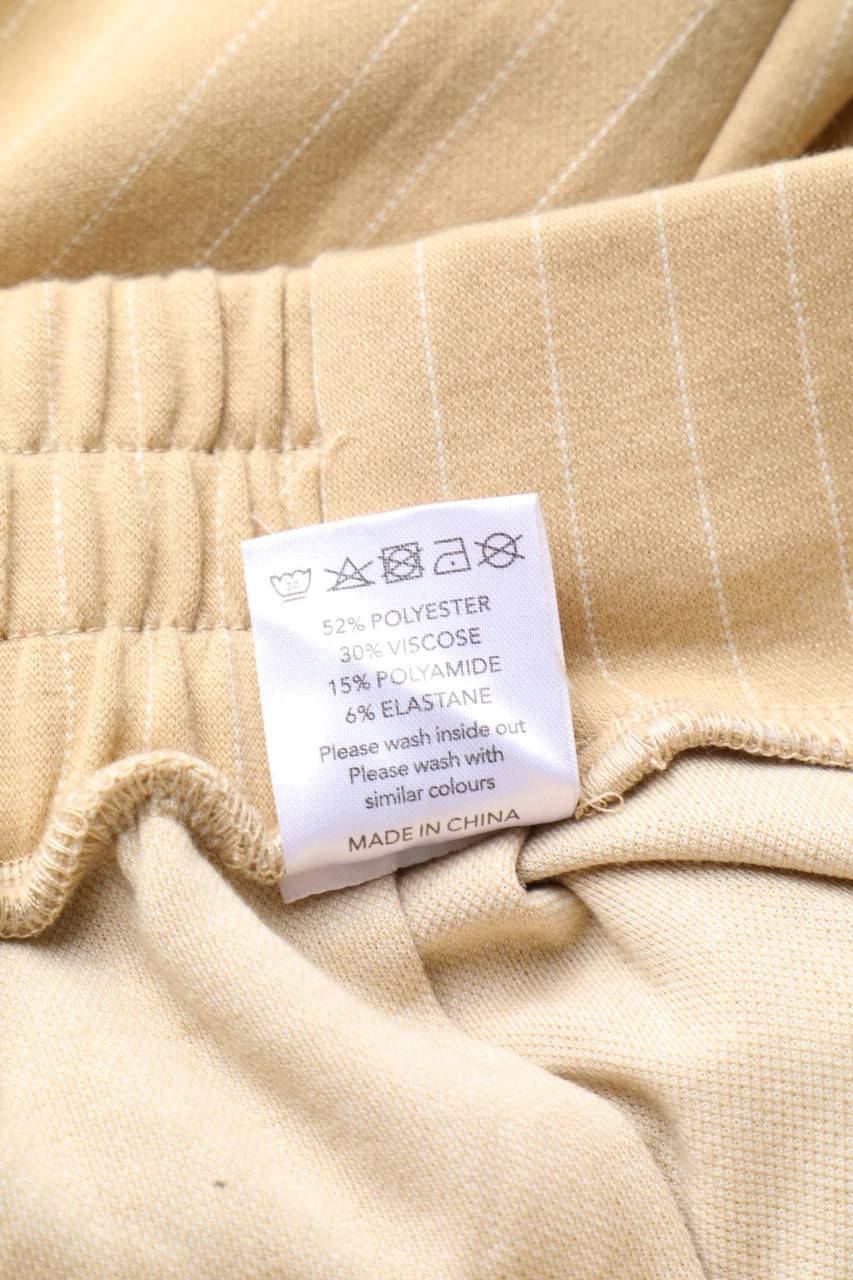 30
52% POLYESTER
30% VISCOSE
15% POLYAMIDE
6% ELASTANE
Please wash inside out
Please wash with
similar colours
MADE IN CHINA